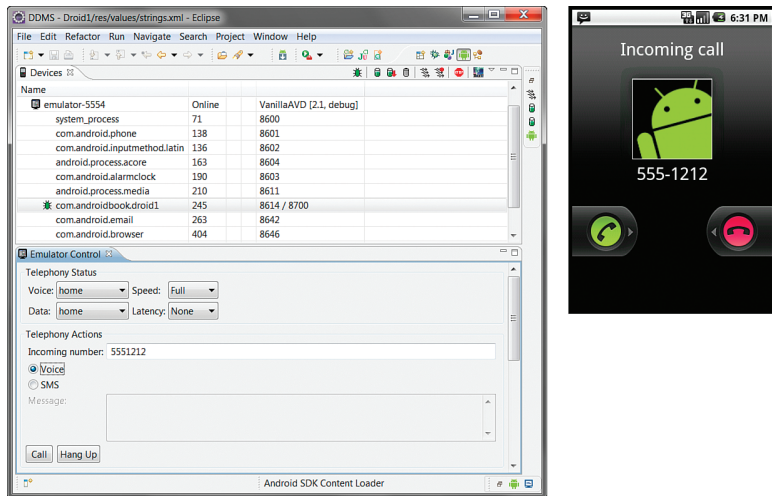 DDMS - Droid1/res/values/strings.xml - Eclipse
File Edit Refactor Run Navigate Search Project Window Help
Devices
Name
emulator-5554 Online VanillaAVD [2.1, debug]
system_process 71 8600
com.android.phone 138 8601
com.android.inputmethod.latin 136 8602
android.process.acore 163 8604
com.android.alarmclock 190 8603
android.process.media 210 8611
com.androidbook.droid1 245 8614 / 8700
com.android.email 263 8642
com.android.browser 404 8646
Emulator Control
Telephony Status
Voice: home Speed: Full
Data: home Latency: None
Telephony Actions
Incoming number: 5551212
Voice
SMS
Message:
Call Hang Up
Android SDK Content Loader
3G 6:31 PM
Incoming call
555-1212